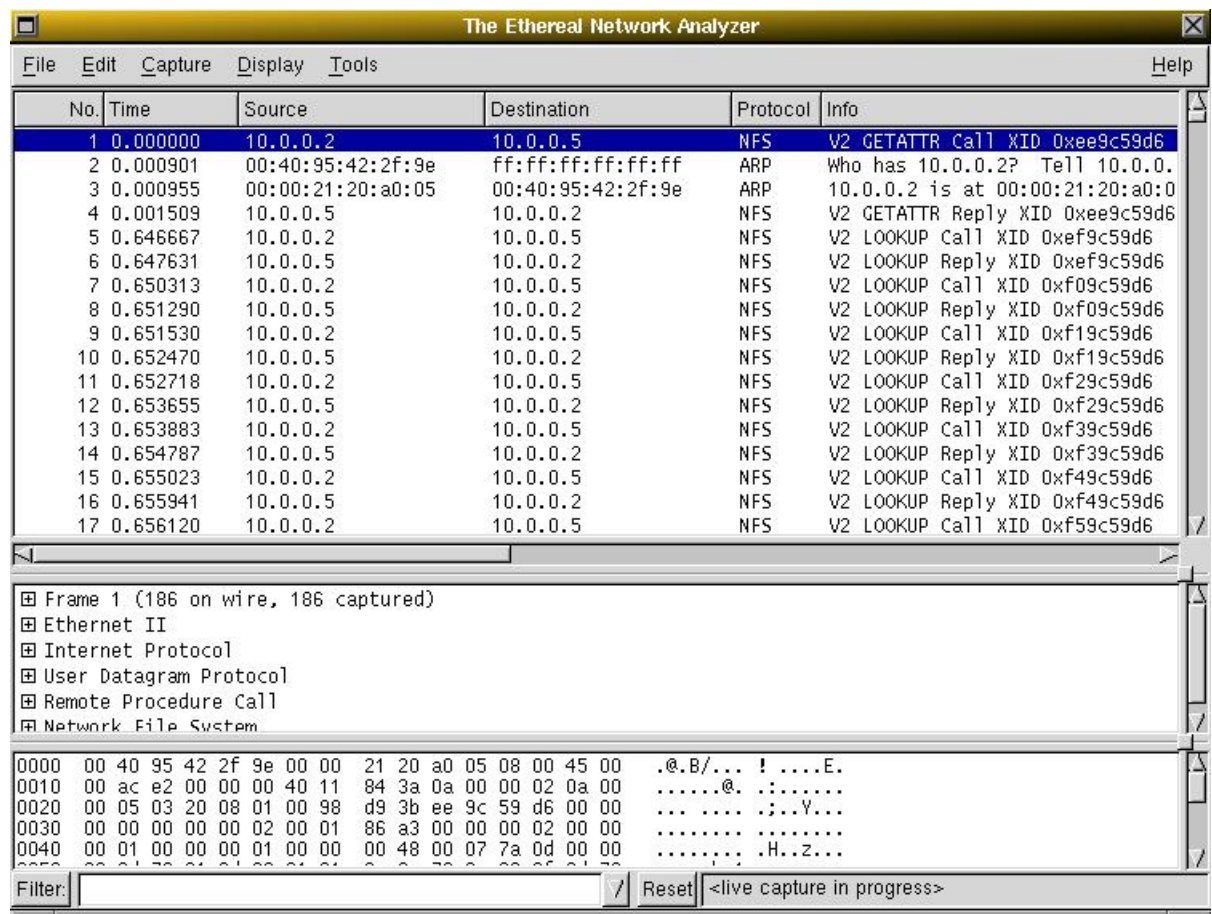 The Ethereal Network Analyzer
File Edit Capture Display Tools Help
No. Time Source Destination Protocol Info
1 0.000000 10.0.0.2 10.0.0.5 NFS V2 GETATTR Call XID 0xee9c59d6
2 0.000901 00:40:95:42:2f:9e ff:ff:ff:ff:ff:ff ARP Who has 10.0.0.2? Tell 10.0.0.
3 0.000955 00:00:21:20:a0:05 00:40:95:42:2f:9e ARP 10.0.0.2 is at 00:00:21:20:a0:0
4 0.001509 10.0.0.5 10.0.0.2 NFS V2 GETATTR Reply XID 0xee9c59d6
5 0.646667 10.0.0.2 10.0.0.5 NFS V2 LOOKUP Call XID 0xef9c59d6
6 0.647631 10.0.0.5 10.0.0.2 NFS V2 LOOKUP Reply XID 0xef9c59d6
7 0.650313 10.0.0.2 10.0.0.5 NFS V2 LOOKUP Call XID 0xf09c59d6
8 0.651290 10.0.0.5 10.0.0.2 NFS V2 LOOKUP Reply XID 0xf09c59d6
9 0.651530 10.0.0.2 10.0.0.5 NFS V2 LOOKUP Call XID 0xf19c59d6
10 0.652470 10.0.0.5 10.0.0.2 NFS V2 LOOKUP Reply XID 0xf19c59d6
11 0.652718 10.0.0.2 10.0.0.5 NFS V2 LOOKUP Call XID 0xf29c59d6
12 0.653655 10.0.0.5 10.0.0.2 NFS V2 LOOKUP Reply XID 0xf29c59d6
13 0.653883 10.0.0.2 10.0.0.5 NFS V2 LOOKUP Call XID 0xf39c59d6
14 0.654787 10.0.0.5 10.0.0.2 NFS V2 LOOKUP Reply XID 0xf39c59d6
15 0.655023 10.0.0.2 10.0.0.5 NFS V2 LOOKUP Call XID 0xf49c59d6
16 0.655941 10.0.0.5 10.0.0.2 NFS V2 LOOKUP Reply XID 0xf49c59d6
17 0.656120 10.0.0.2 10.0.0.5 NFS V2 LOOKUP Call XID 0xf59c59d6
Frame 1 (186 on wire, 186 captured)
Ethernet II
Internet Protocol
User Datagram Protocol
Remote Procedure Call
Network File System
0000 00 40 95 42 2f 9e 00 00 21 20 a0 05 08 00 45 00 .@.B/... ! ....E.
0010 00 ac e2 00 00 00 40 11 84 3a 0a 00 00 02 0a 00 ......@. .:......
0020 00 05 03 20 08 01 00 98 d9 3b ee 9c 59 d6 00 00 ... .... .;..Y...
0030 00 00 00 00 00 02 00 01 86 a3 00 00 00 02 00 00 ........ ........
0040 00 01 00 00 00 01 00 00 00 48 00 07 7a 0d 00 00 ........ .H..z...
Filter: Reset <live capture in progress>